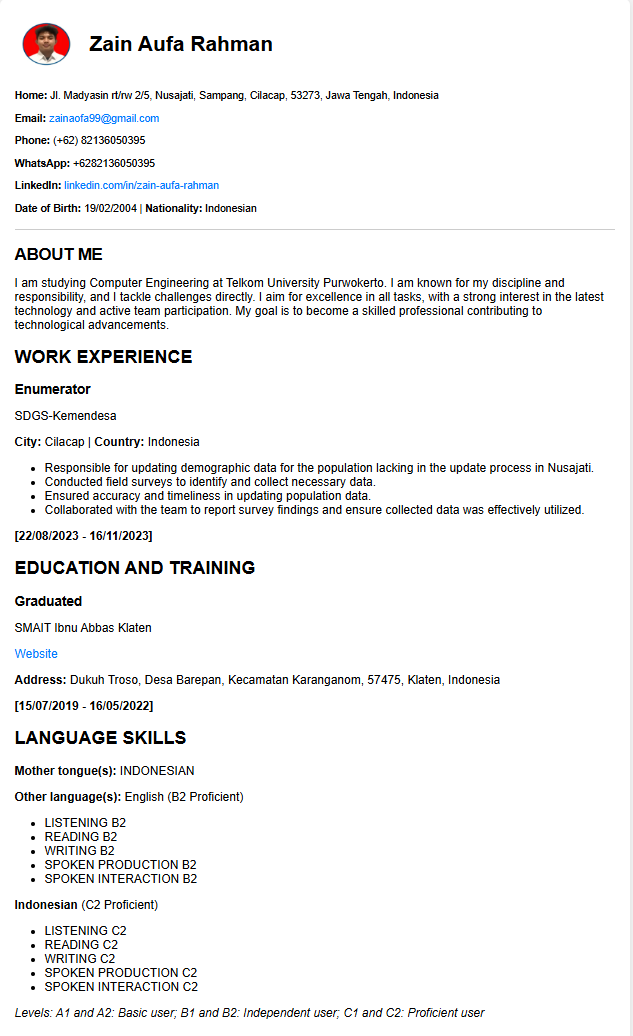 Zain Aufa Rahman
Home: Jl. Madyasin rt/rw 2/5, Nusajati, Sampang, Cilacap, 53273, Jawa Tengah, Indonesia
Email: zainaofa99@gmail.com
Phone: (+62) 82136050395
WhatsApp: +6282136050395
LinkedIn: linkedin.com/in/zain-aufa-rahman
Date of Birth: 19/02/2004 | Nationality: Indonesian
ABOUT ME
I am studying Computer Engineering at Telkom University Purwokerto. I am known for my discipline and
responsibility, and I tackle challenges directly. I aim for excellence in all tasks, with a strong interest in the latest
technology and active team participation. My goal is to become a skilled professional contributing to
technological advancements.
WORK EXPERIENCE
Enumerator
SDGS-Kemendesa
City: Cilacap | Country: Indonesia
• Responsible for updating demographic data for the population lacking in the update process in Nusajati.
• Conducted field surveys to identify and collect necessary data.
• Ensured accuracy and timeliness in updating population data.
• Collaborated with the team to report survey findings and ensure collected data was effectively utilized.
[22/08/2023 - 16/11/2023]
EDUCATION AND TRAINING
Graduated
SMAIT Ibnu Abbas Klaten
Website
Address: Dukuh Troso, Desa Barepan, Kecamatan Karanganom, 57475, Klaten, Indonesia
[15/07/2019 - 16/05/2022]
LANGUAGE SKILLS
Mother tongue(s): INDONESIAN
Other language(s): English (B2 Proficient)
• LISTENING B2
• READING B2
• WRITING B2
• SPOKEN PRODUCTION B2
• SPOKEN INTERACTION B2
Indonesian (C2 Proficient)
• LISTENING C2
• READING C2
• WRITING C2
• SPOKEN PRODUCTION C2
• SPOKEN INTERACTION C2
Levels: A1 and A2: Basic user; B1 and B2: Independent user; C1 and C2: Proficient user